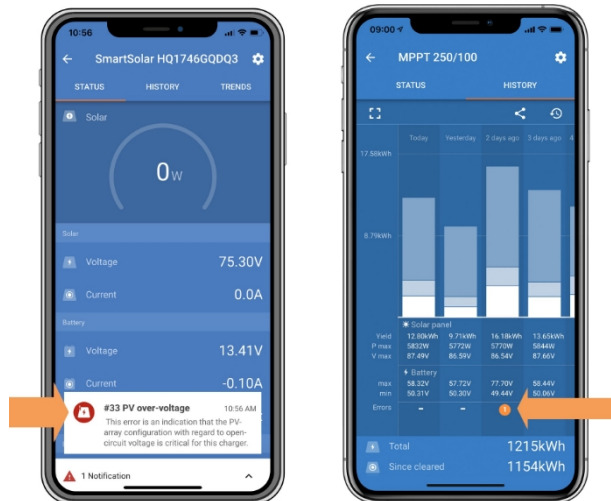 10:56
SmartSolar HQ1746GQDQ3
STATUS HISTORY TRENDS
Solar
0W
Solar
Voltage 75.30V
Current 0.0A
Battery
Voltage 13.41V
Current -0.10A
#33 PV over-voltage 10:56 AM
This error is an indication that the PV-
array configuration with regard to open-
circuit voltage is critical for this charger.
1 Notification
09:00
MPPT 250/100
STATUS HISTORY
Today Yesterday 2 days ago 3 days ago 4
17.58kWh
8.79kWh
Solar panel
Yield 12.80kWh 9.71kWh 16.18kWh 13.65kWh
P max 5832W 5772W 5770W 5844W
V max 87.49V 86.59V 86.54V 87.66V
Battery
max 58.32V 57.72V 77.70V 58.44V
min 50.31V 50.30V 49.44V 50.06V
Errors - - 1
Total 1215kWh
Since cleared 1154kWh